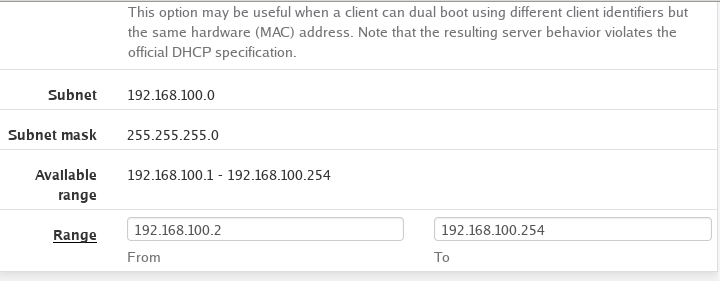 This option may be useful when a client can dual boot using different client identifiers but
the same hardware (MAC) address. Note that the resulting server behavior violates the
official DHCP specification.
Subnet 192.168.100.0
Subnet mask 255.255.255.0
Available 192.168.100.1 - 192.168.100.254
range
Range 192.168.100.2 192.168.100.254
From To